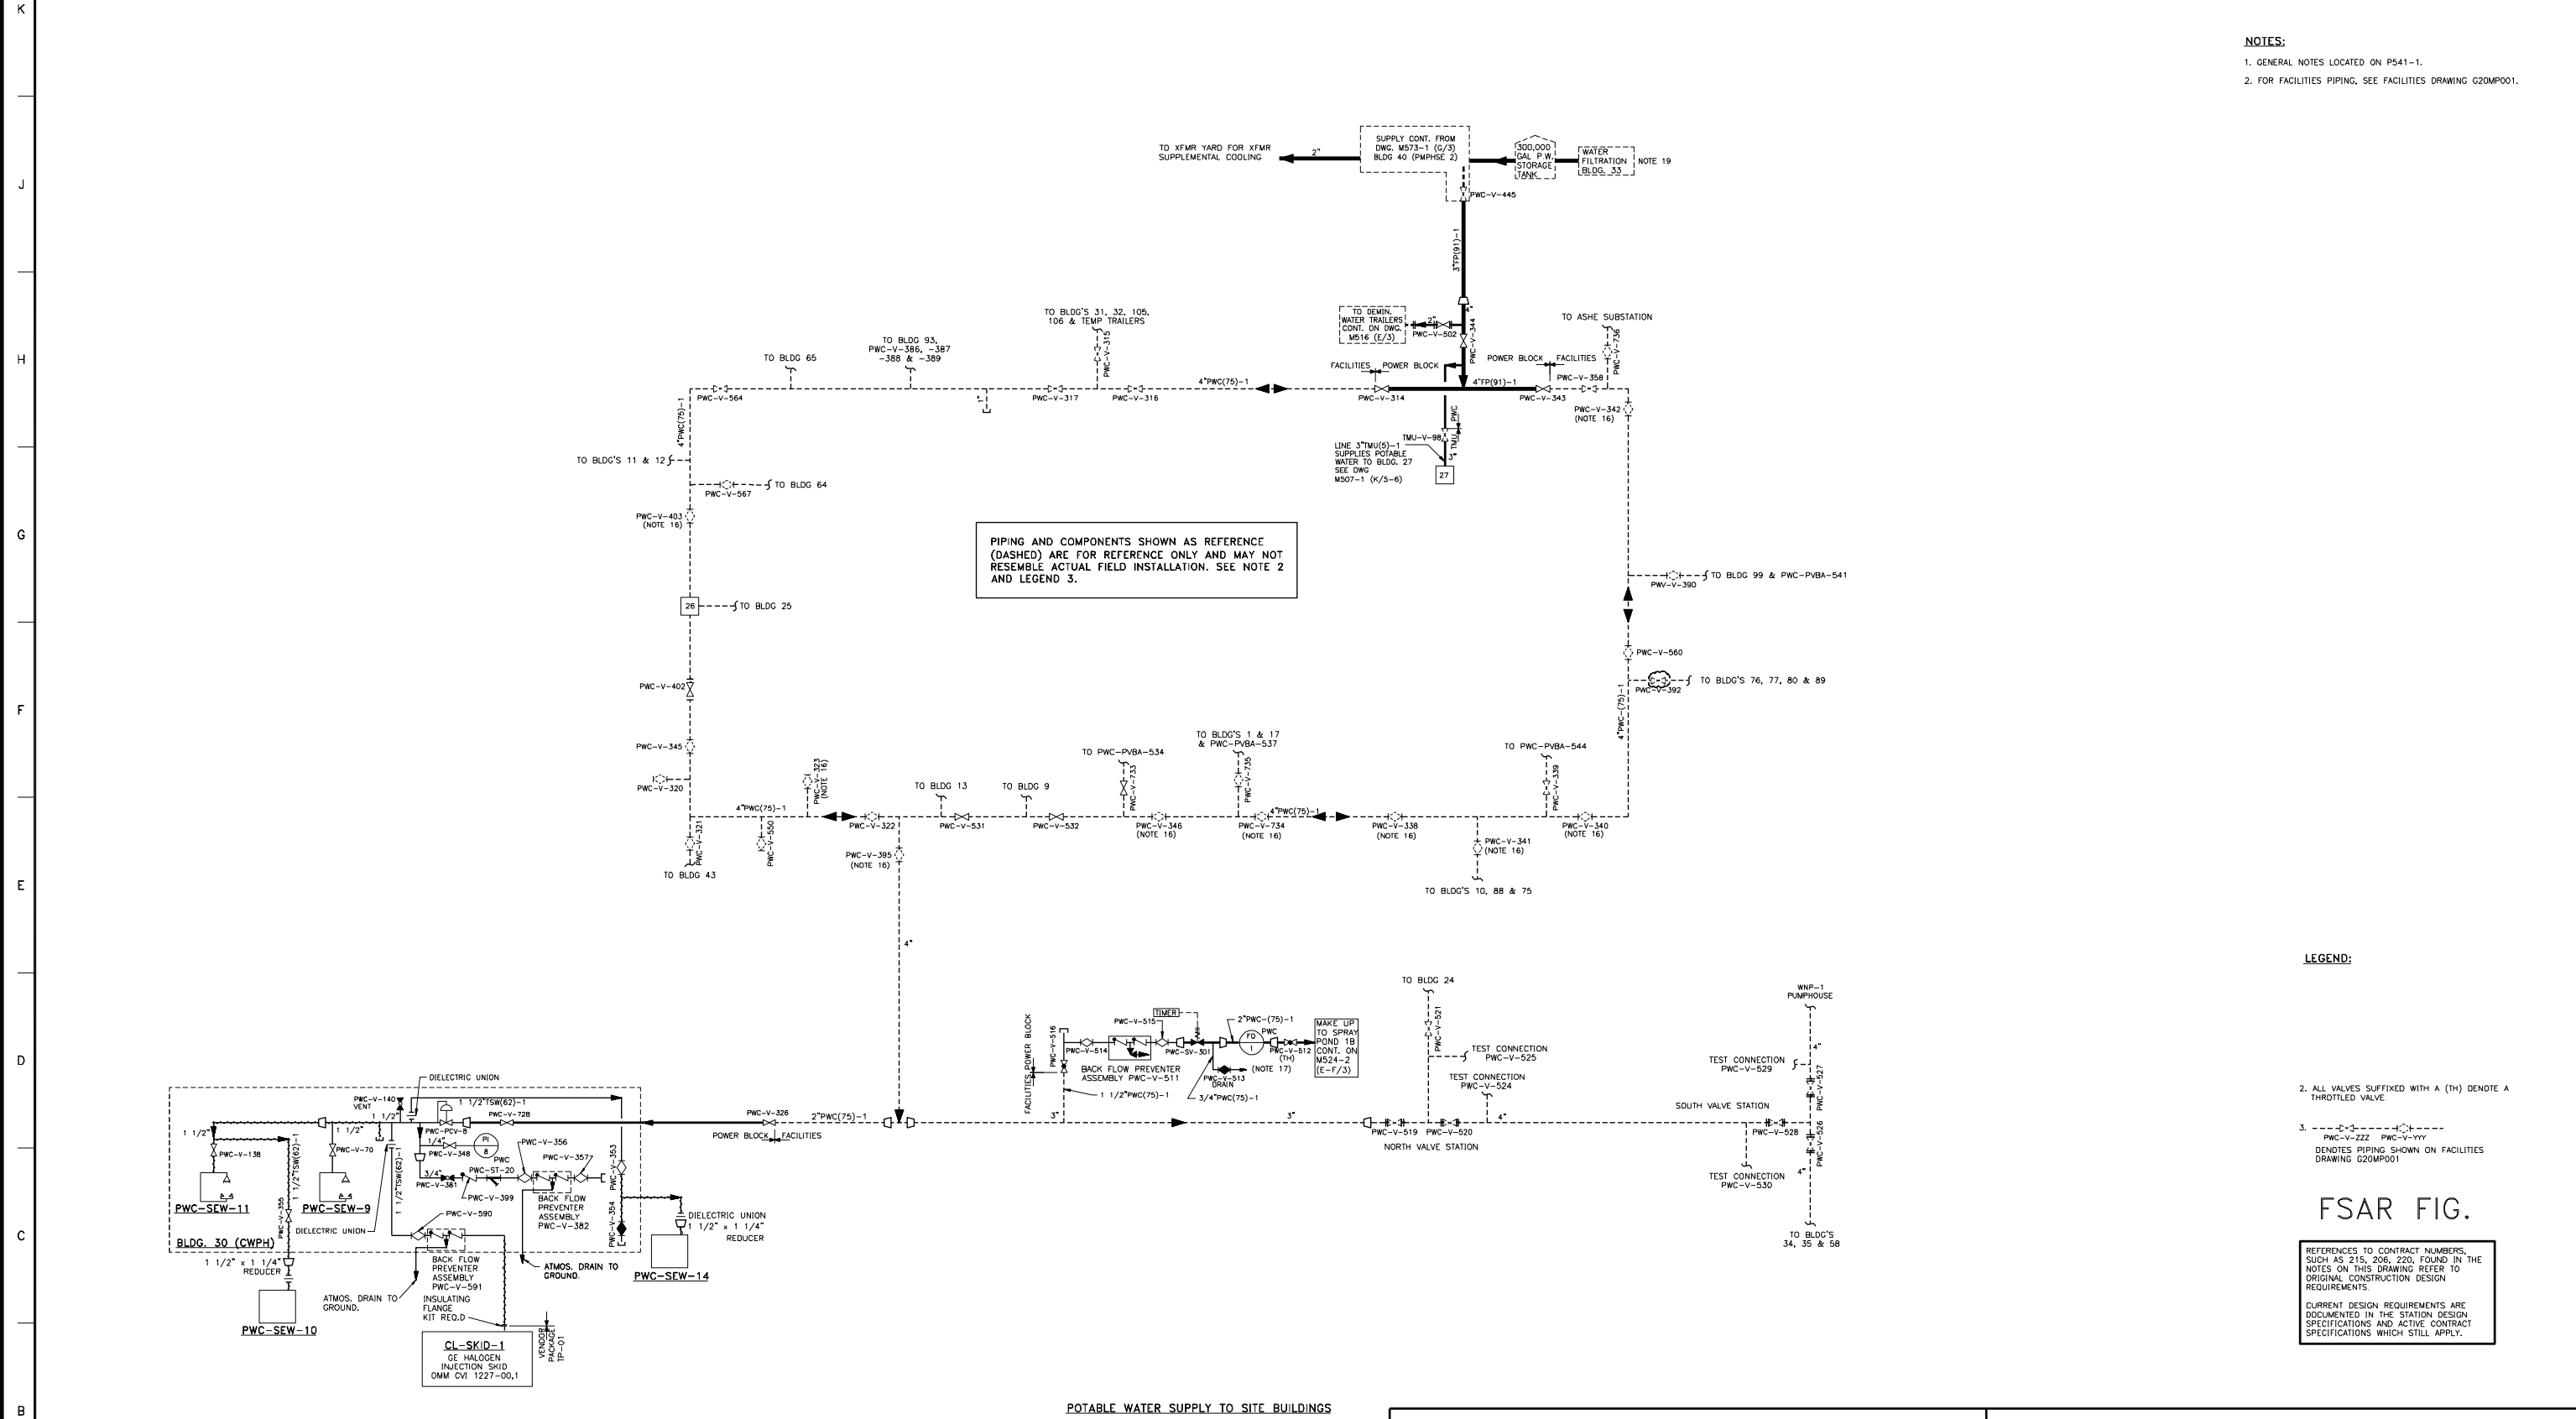 K
J
H
G
F
E
D
C
B
NOTES:
1. GENERAL NOTES LOCATED ON P541-1.
2. FOR FACILITIES PIPING, SEE FACILITIES DRAWING G20MP001.
TO XFMR YARD FOR XFMR
SUPPLEMENTAL COOLING
2"
SUPPLY CONT. FROM
DWG. M573-1 (G/3)
BLDG 40 (PMPHSE 2)
300,000
GAL P.W.
STORAGE
TANK
WATER
FILTRATION
BLDG. 33
NOTE 19
PWC-V-445
3"FP(91)-1
4"
TO DEMIN.
WATER TRAILERS
CONT. ON DWG.
M516 (E/3)
2"
PWC-V-502
PWC-V-344
TO ASHE SUBSTATION
PWC-V-736
FACILITIES
POWER BLOCK
POWER BLOCK
FACILITIES
PWC-V-358
4"FP(91)-1
PWC-V-314
PWC-V-343
PWC-V-342
(NOTE 16)
PWC
TMU
TMU-V-98
3"
LINE 3"TMU(5)-1
SUPPLIES POTABLE
WATER TO BLDG. 27
SEE DWG
M507-1 (K/5-6)
27
TO BLDG'S 31, 32, 105,
106 & TEMP TRAILERS
PWC-V-315
TO BLDG 93,
PWC-V-386, -387
-388 & -389
TO BLDG 65
4"PWC(75)-1
PWC-V-564
1"
PWC-V-317
PWC-V-316
4"PWC(75)-1
TO BLDG'S 11 & 12
TO BLDG 64
PWC-V-567
PWC-V-403
(NOTE 16)
PIPING AND COMPONENTS SHOWN AS REFERENCE
(DASHED) ARE FOR REFERENCE ONLY AND MAY NOT
RESEMBLE ACTUAL FIELD INSTALLATION. SEE NOTE 2
AND LEGEND 3.
26
TO BLDG 25
TO BLDG 99 & PWC-PVBA-541
PWV-V-390
PWC-V-560
TO BLDG'S 76, 77, 80 & 89
PWC-V-392
4"PWC-(75)-1
PWC-V-402
PWC-V-345
PWC-V-320
PWC-V-321
TO BLDG 43
4"PWC(75)-1
PWC-V-550
PWC-V-323
(NOTE 16)
PWC-V-322
TO BLDG 13
PWC-V-531
TO BLDG 9
PWC-V-532
TO PWC-PVBA-534
PWC-V-733
PWC-V-346
(NOTE 16)
TO BLDG'S 1 & 17
& PWC-PVBA-537
PWC-V-735
PWC-V-734
(NOTE 16)
4"PWC(75)-1
PWC-V-338
(NOTE 16)
TO PWC-PVBA-544
PWC-V-339
PWC-V-340
(NOTE 16)
PWC-V-341
(NOTE 16)
TO BLDG'S 10, 88 & 75
PWC-V-395
(NOTE 16)
4"
FACILITIES
POWER BLOCK
PWC-V-516
PWC-V-514
BACK FLOW PREVENTER
ASSEMBLY PWC-V-511
PWC-V-515
TIMER
PWC-SV-301
2"PWC-(75)-1
FQ
1
PWC
PWC-V-512
(TH)
MAKE UP
TO SPRAY
POND 1B
CONT. ON
M524-2
(E-F/3)
PWC-V-513
DRAIN
(NOTE 17)
3/4"PWC(75)-1
1 1/2"PWC(75)-1
3"
3"
PWC-V-519
PWC-V-520
NORTH VALVE STATION
TO BLDG 24
PWC-V-521
TEST CONNECTION
PWC-V-525
TEST CONNECTION
PWC-V-524
4"
SOUTH VALVE STATION
PWC-V-528
WNP-1
PUMPHOUSE
4"
TEST CONNECTION
PWC-V-529
PWC-V-527
PWC-V-526
TEST CONNECTION
PWC-V-530
4"
TO BLDG'S
34, 35 & 58
2"PWC(75)-1
PWC-V-326
POWER BLOCK
FACILITIES
DIELECTRIC UNION
PWC-V-140
VENT
1 1/2"
1 1/2"TSW(62)-1
PWC-V-728
PWC-PCV-8
1/4"
PWC-V-348
PI
8
PWC
PWC-V-356
PWC-V-357
PWC-V-353
3/4"
PWC-V-381
PWC-ST-20
PWC-V-399
BACK FLOW
PREVENTER
ASSEMBLY
PWC-V-382
PWC-V-354
1 1/2"
PWC-V-138
PWC-SEW-11
1 1/2"TSW(62)-1
PWC-V-355
1 1/2"
PWC-V-70
PWC-SEW-9
1 1/2"TSW(62)-1
DIELECTRIC UNION
PWC-V-590
BLDG. 30 (CWPH)
1 1/2" x 1 1/4"
REDUCER
PWC-SEW-10
BACK FLOW
PREVENTER
ASSEMBLY
PWC-V-591
ATMOS. DRAIN TO
GROUND.
ATMOS. DRAIN TO
GROUND.
INSULATING
FLANGE
KIT REQ.D
DIELECTRIC UNION
1 1/2" x 1 1/4"
REDUCER
PWC-SEW-14
CL-SKID-1
GE HALOGEN
INJECTION SKID
OMM CVI 1227-00,1
VENDOR
PACKAGE
TP-01
LEGEND:
2. ALL VALVES SUFFIXED WITH A (TH) DENOTE A
THROTTLED VALVE.
3.
PWC-V-ZZZ PWC-V-YYY
DENOTES PIPING SHOWN ON FACILITIES
DRAWING G20MP001
FSAR FIG.
REFERENCES TO CONTRACT NUMBERS,
SUCH AS 215, 206, 220, FOUND IN THE
NOTES ON THIS DRAWING REFER TO
ORIGINAL CONSTRUCTION DESIGN
REQUIREMENTS.
CURRENT DESIGN REQUIREMENTS ARE
DOCUMENTED IN THE STATION DESIGN
SPECIFICATIONS AND ACTIVE CONTRACT
SPECIFICATIONS WHICH STILL APPLY.
POTABLE WATER SUPPLY TO SITE BUILDINGS